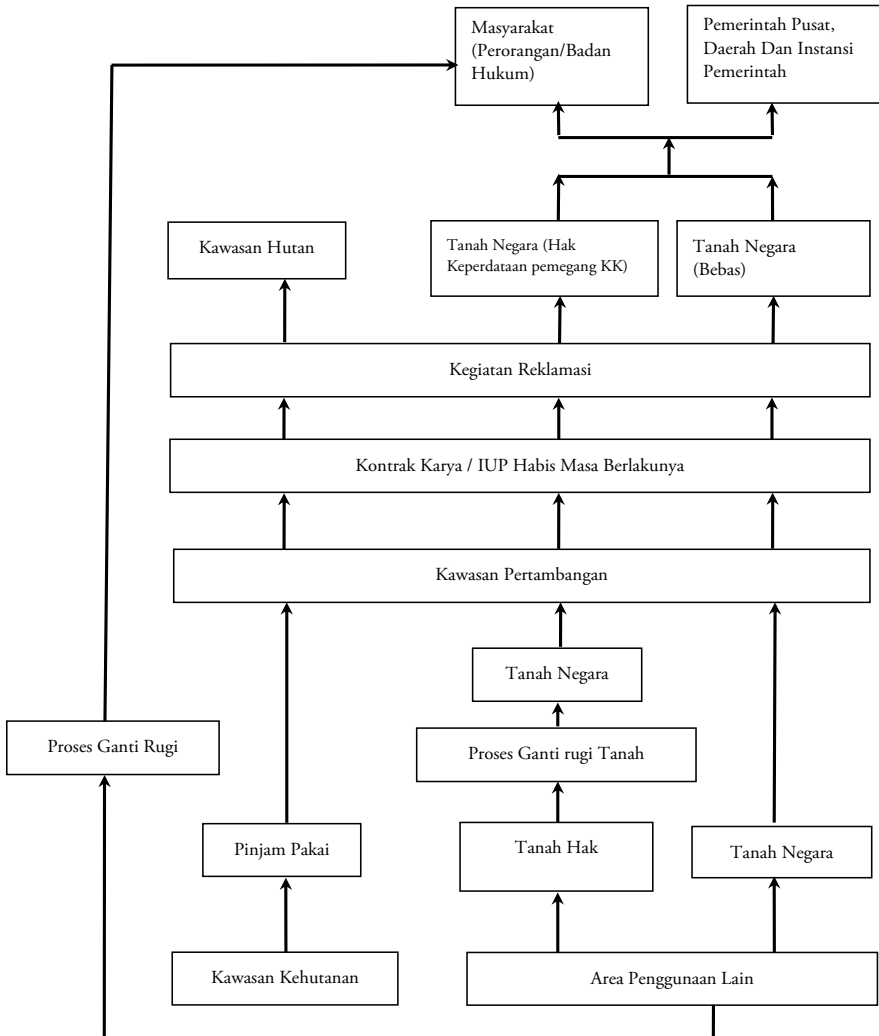 Masyarakat
(Perorangan/Badan
Hukum)
Pemerintah Pusat,
Daerah Dan Instansi
Pemerintah
Kawasan Hutan
Tanah Negara (Hak
Keperdataan pemegang KK)
Tanah Negara
(Bebas)
Kegiatan Reklamasi
Kontrak Karya / IUP Habis Masa Berlakunya
Kawasan Pertambangan
Tanah Negara
Proses Ganti Rugi
Proses Ganti rugi Tanah
Pinjam Pakai
Tanah Hak
Tanah Negara
Kawasan Kehutanan
Area Penggunaan Lain